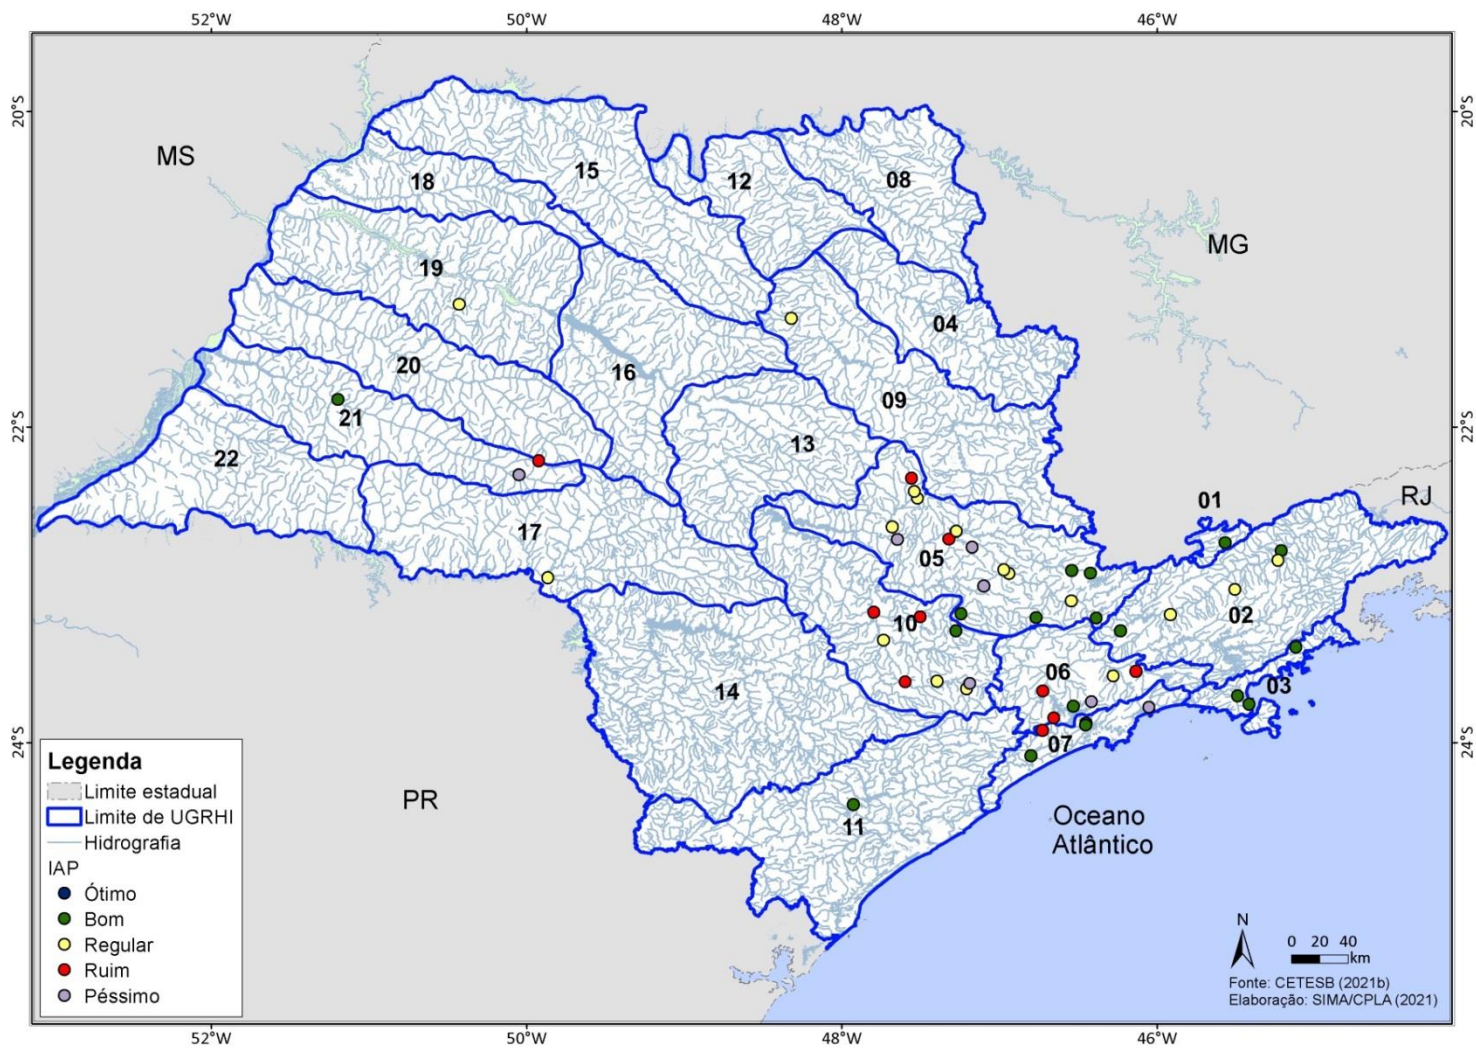 52°W 50°W 48°W 46°W
20°S 20°S
MS
15
18
12
08
MG
19
04
20
16
09
21
22°S 22°S
13
22
01
RJ
17
05
02
10
06
03
14
07
24°S 24°S
PR
11
Oceano
Atlântico
Legenda
Limite estadual
Limite de UGRHI
Hidrografia
IAP
Ótimo
Bom
Regular
Ruim
Péssimo
N
0 20 40
km
Fonte: CETESB (2021b)
Elaboração: SIMA/CPLA (2021)
52°W 50°W 48°W 46°W